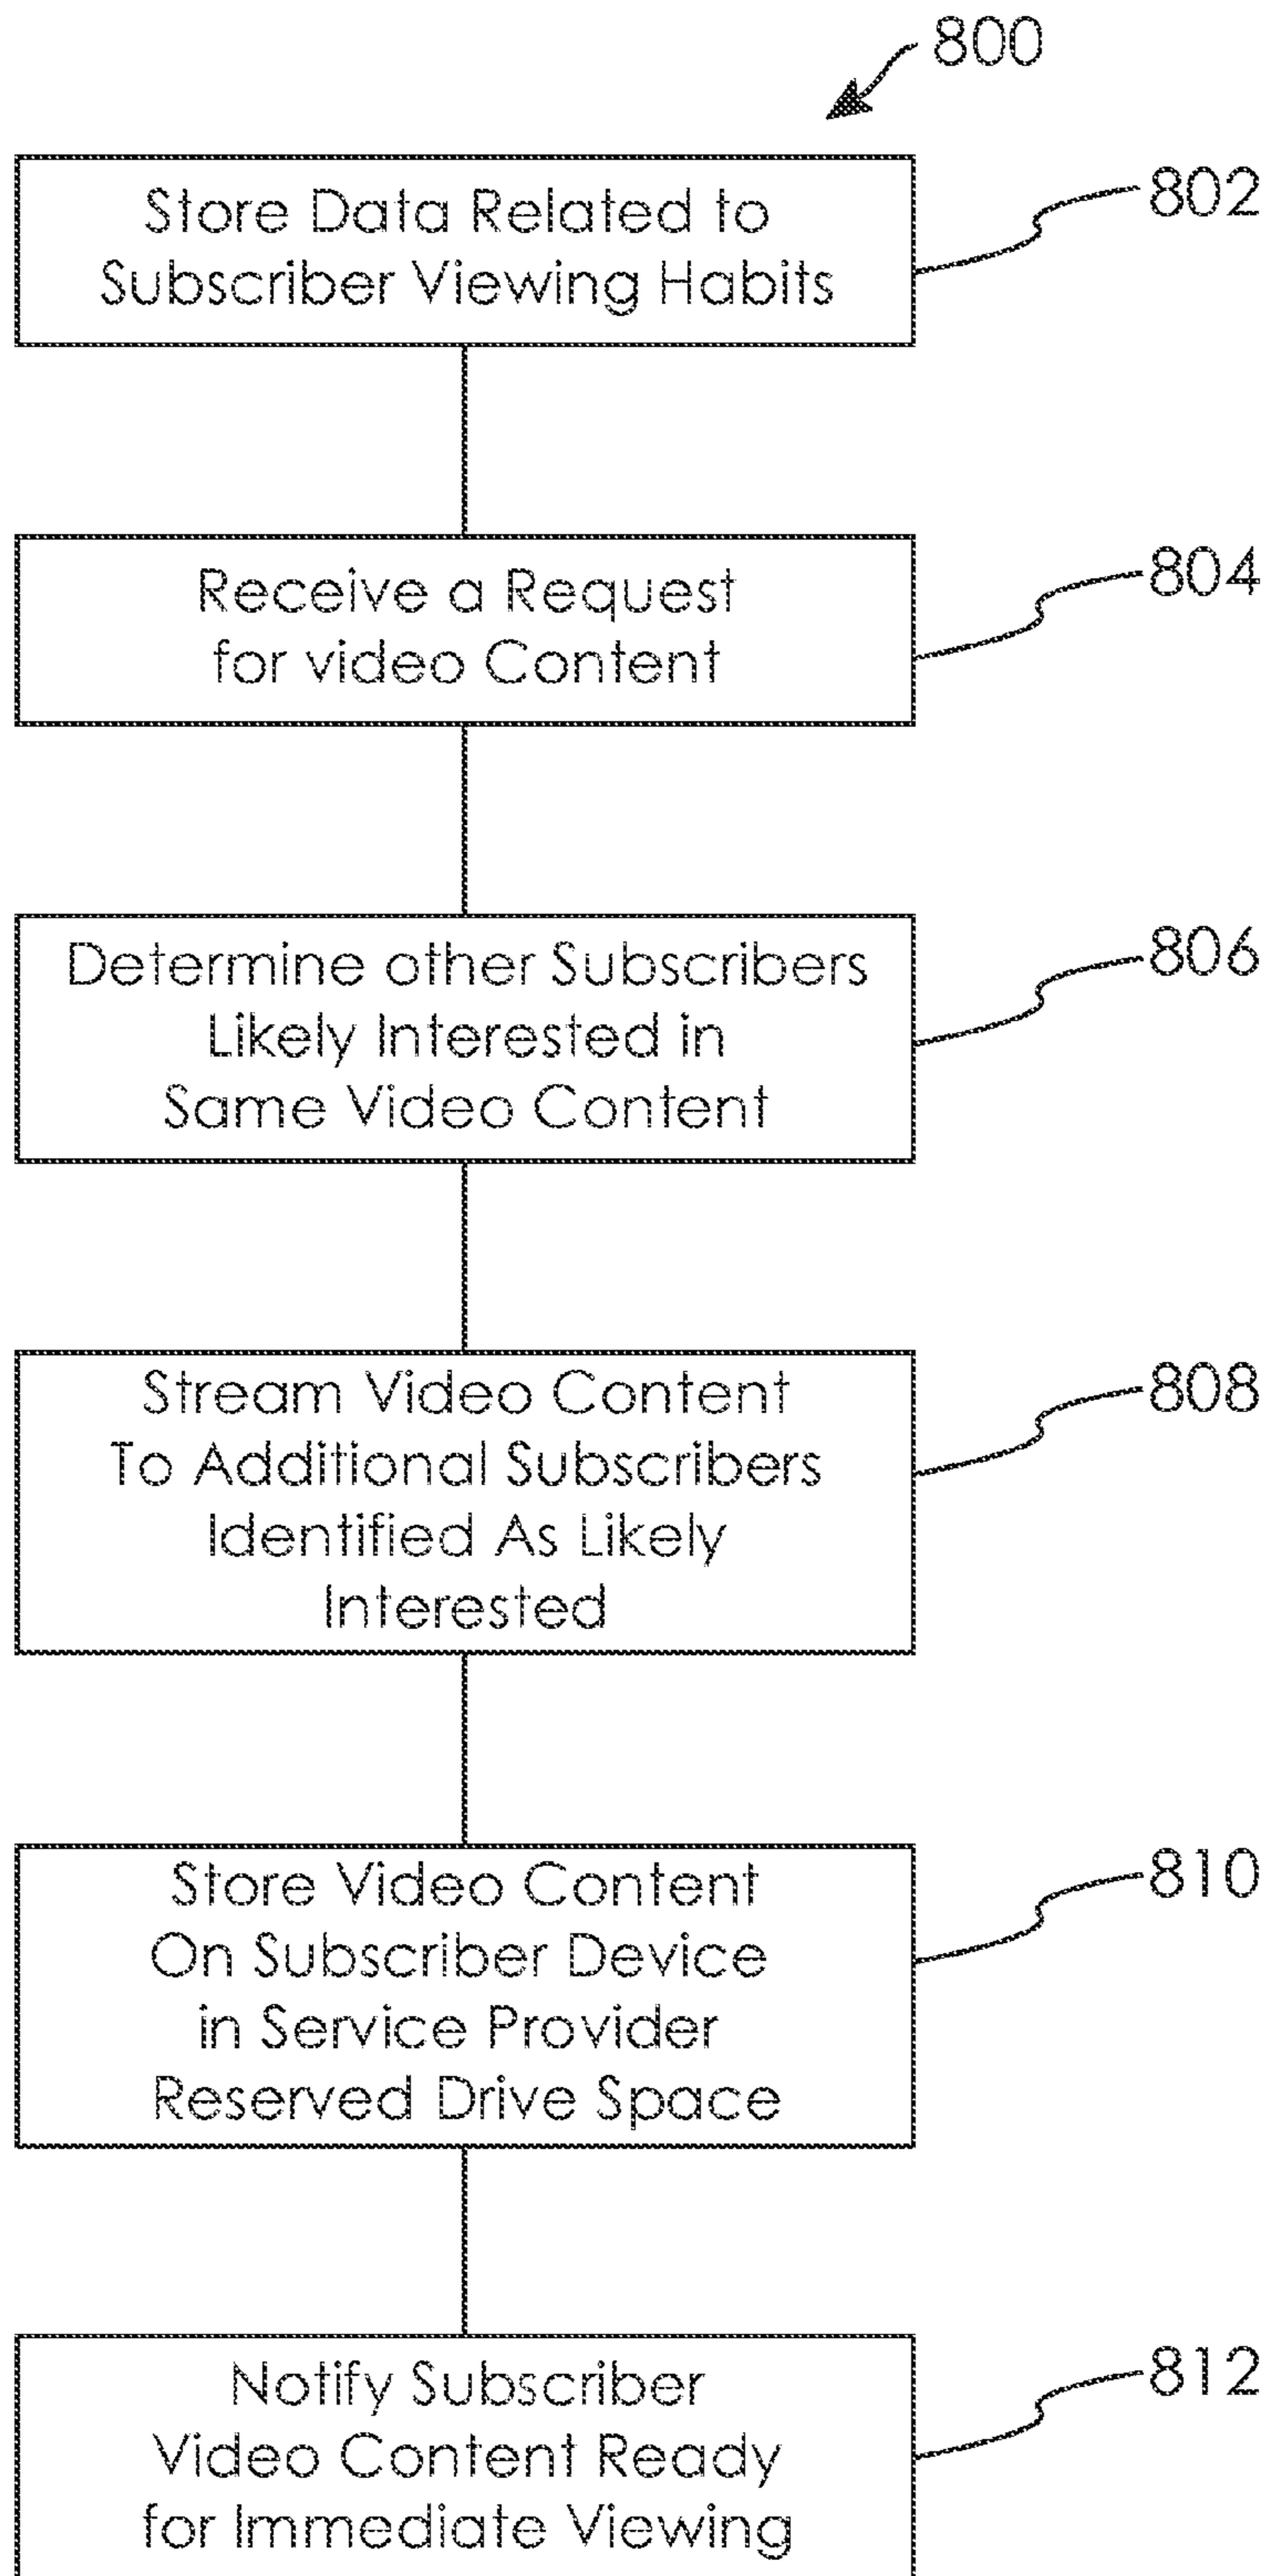 800
Store Data Related to
Subscriber Viewing Habits
802
Receive a Request
for video Content
804
Determine other Subscribers
Likely Interested in
Same Video Content
806
Stream Video Content
To Additional Subscribers
Identified As Likely
Interested
808
Store Video Content
On Subscriber Device
in Service Provider
Reserved Drive Space
810
Notify Subscriber
Video Content Ready
for Immediate Viewing
812